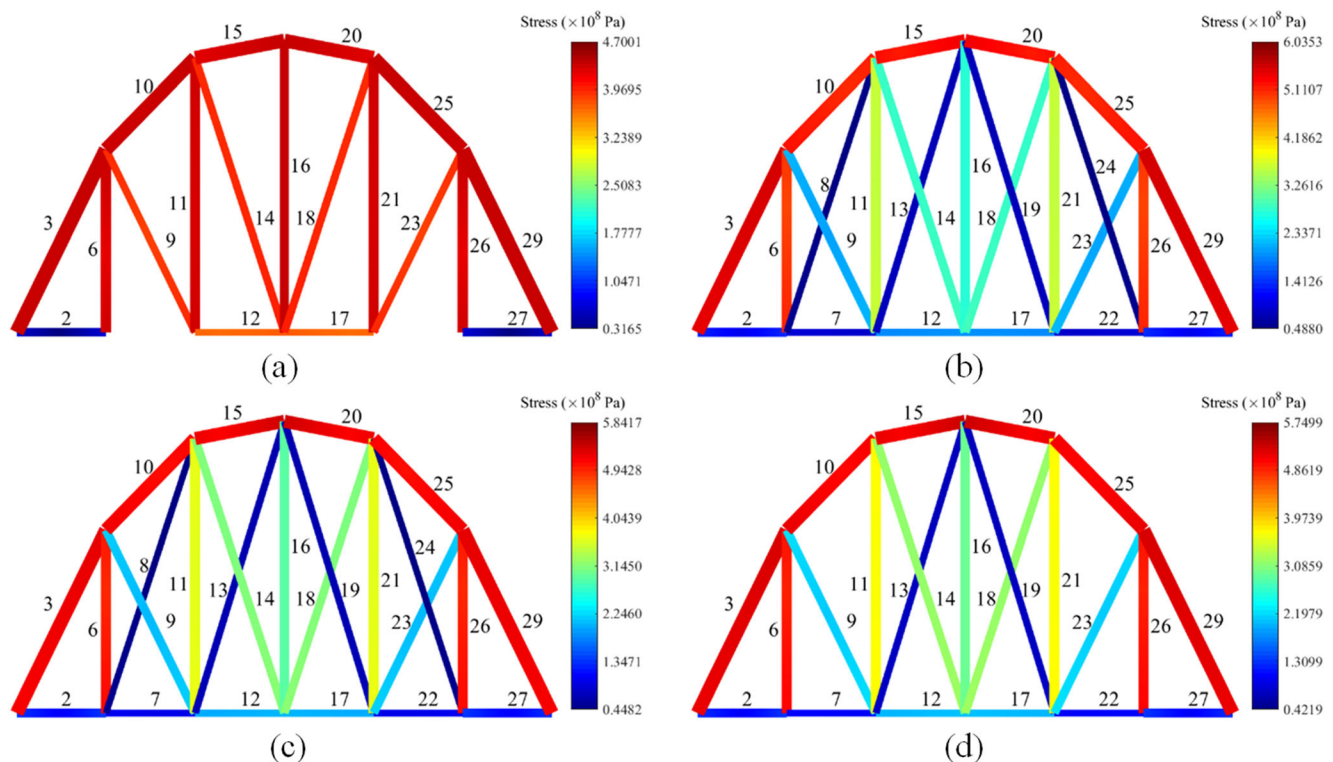 Stress (×10⁸ Pa)
15 20
10 25
16
3 11 14 18 21 23
6 9 26 29
2 12 17 27
4.7001
3.9695
3.2389
2.5083
1.7777
1.0471
0.3165
(a)
Stress (×10⁸ Pa)
15 20
10 25
16 24
8
3 11 13 14 18 19 21
6 9 23 26 29
2 7 12 17 22 27
6.0353
5.1107
4.1862
3.2616
2.3371
1.4126
0.4880
(b)
Stress (×10⁸ Pa)
15 20
10 25
16 24
8
3 11 13 14 18 19 21
6 9 23 26 29
2 7 12 17 22 27
5.8417
4.9428
4.0439
3.1450
2.2460
1.3471
0.4482
(c)
Stress (×10⁸ Pa)
15 20
10 25
16
3 11 13 14 18 19 21
6 9 23 26 29
2 7 12 17 22 27
5.7499
4.8619
3.9739
3.0859
2.1979
1.3099
0.4219
(d)